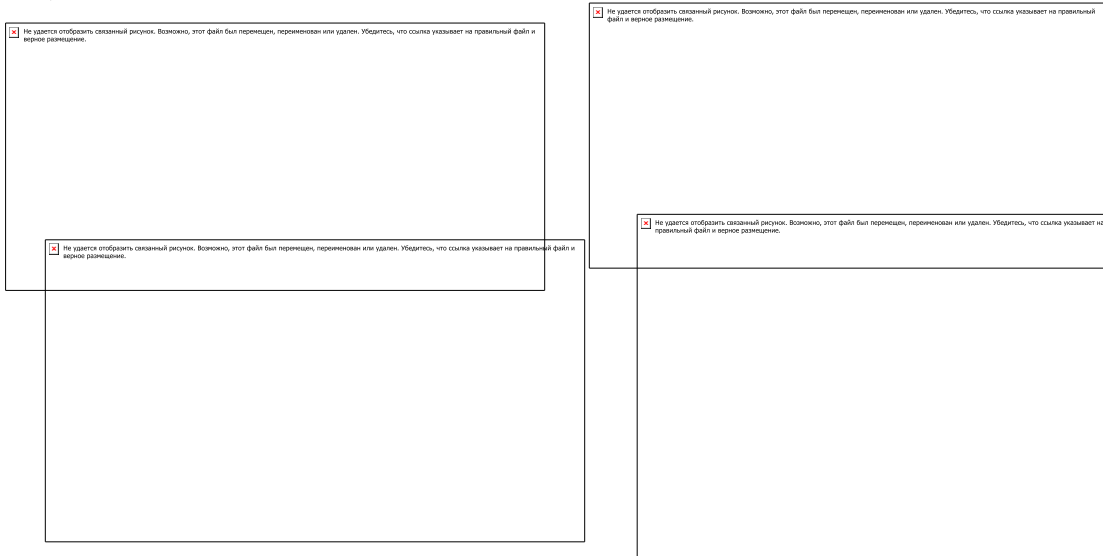 Не удается отобразить связанный рисунок. Возможно, этот файл был перемещен, переименован или удален. Убедитесь, что ссылка указывает на правильный файл и
верное размещение.
Не удается отобразить связанный рисунок. Возможно, этот файл был перемещен, переименован или удален. Убедитесь, что ссылка указывает на правильный
файл и верное размещение.
Не удается отобразить связанный рисунок. Возможно, этот файл был перемещен, переименован или удален. Убедитесь, что ссылка указывает на правильный файл и
верное размещение.
Не удается отобразить связанный рисунок. Возможно, этот файл был перемещен, переименован или удален. Убедитесь, что ссылка указывает на
правильный файл и верное размещение.